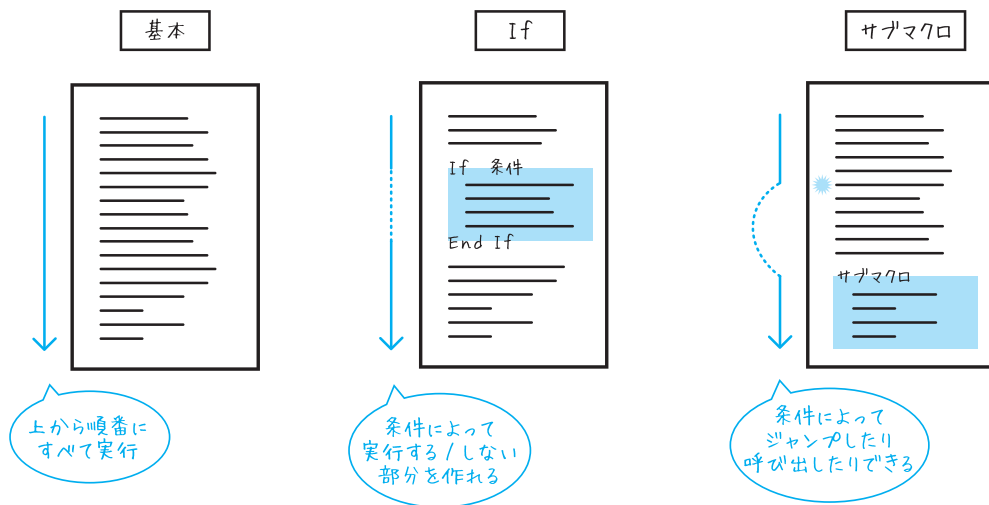 基本
上から順番に
すべて実行
If
If 条件
End If
条件によって
実行する/しない
部分を作れる
サブマクロ
サブマクロ
条件によって
ジャンプしたり
呼び出したりできる